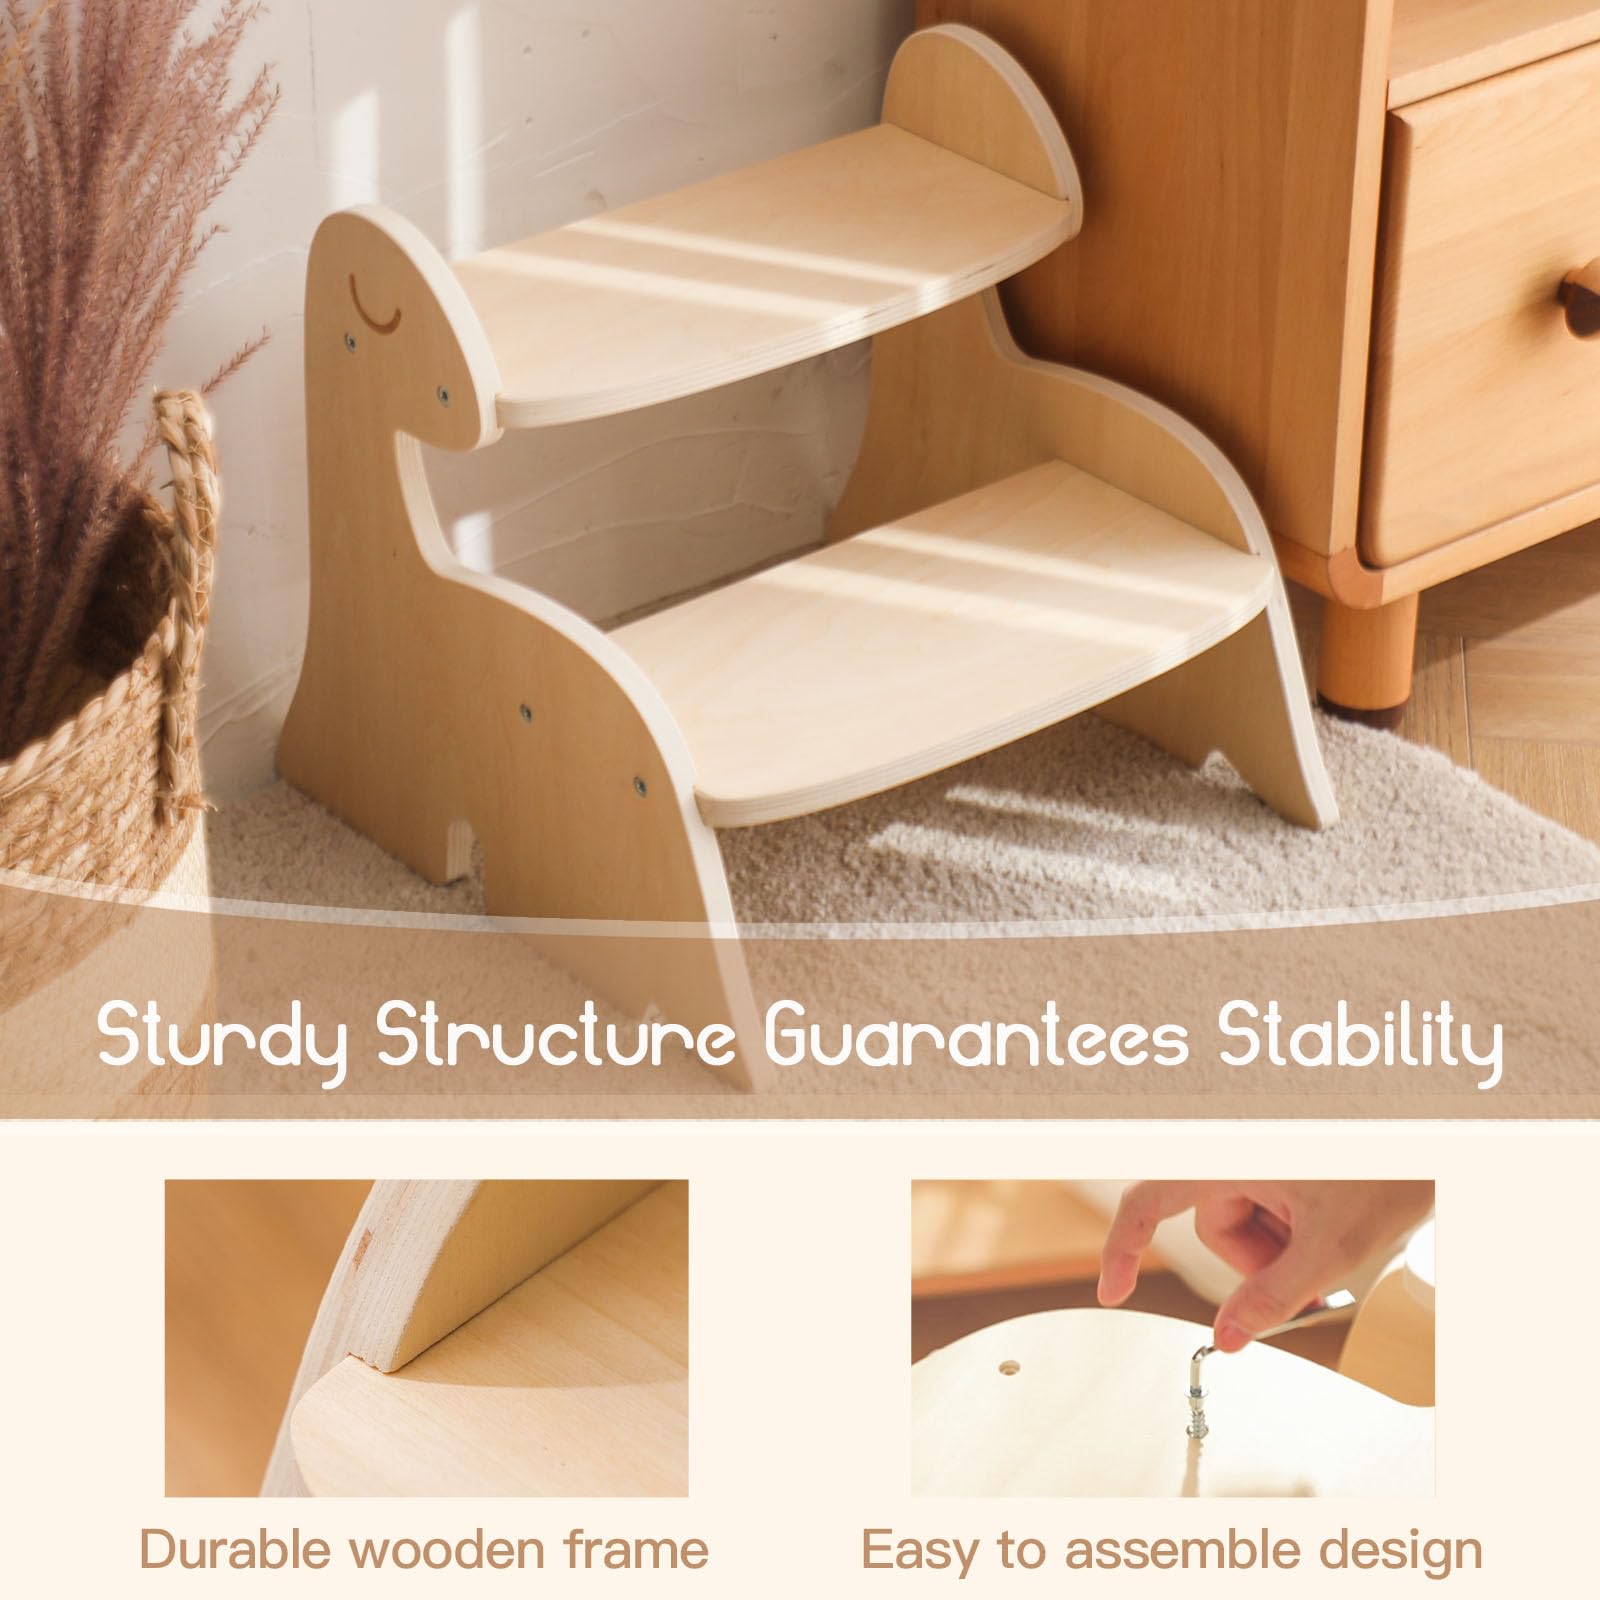 Sturdy Structure Guarantees Stability
Durable wooden frame
Easy to assemble design